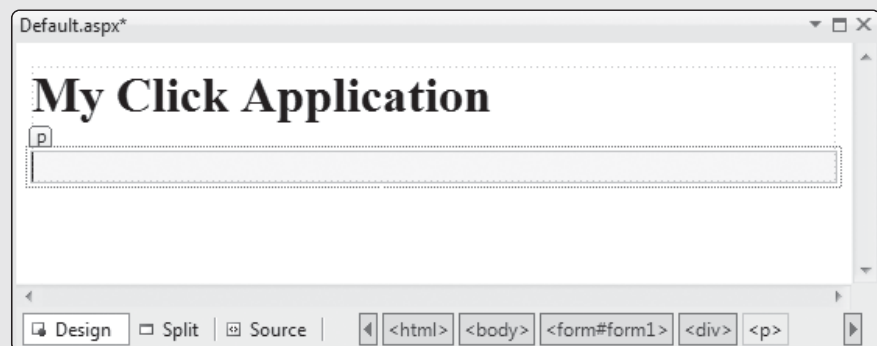 Default.aspx*
My Click Application
p
Design Split Source <html> <body> <form#form1> <div> <p>